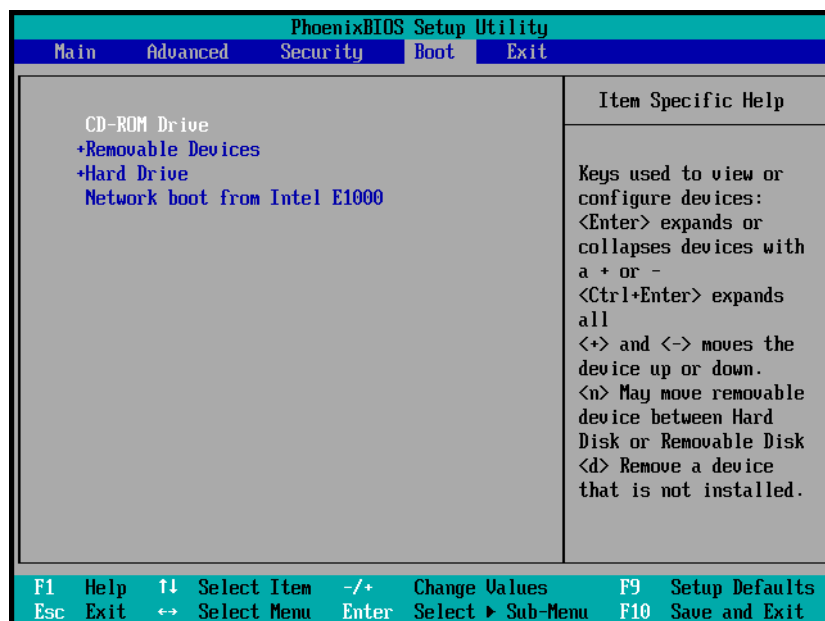 PhoenixBIOS Setup Utility
Main Advanced Security Boot Exit
CD-ROM Drive
+Removable Devices
+Hard Drive
Network boot from Intel E1000
Item Specific Help
Keys used to view or
configure devices:
<Enter> expands or
collapses devices with
a + or -
<Ctrl+Enter> expands
all
<+> and <-> moves the
device up or down.
<n> May move removable
device between Hard
Disk or Removable Disk
<d> Remove a device
that is not installed.
F1 Help ↑↓ Select Item -/+ Change Values F9 Setup Defaults
Esc Exit ↔ Select Menu Enter Select ▶ Sub-Menu F10 Save and Exit